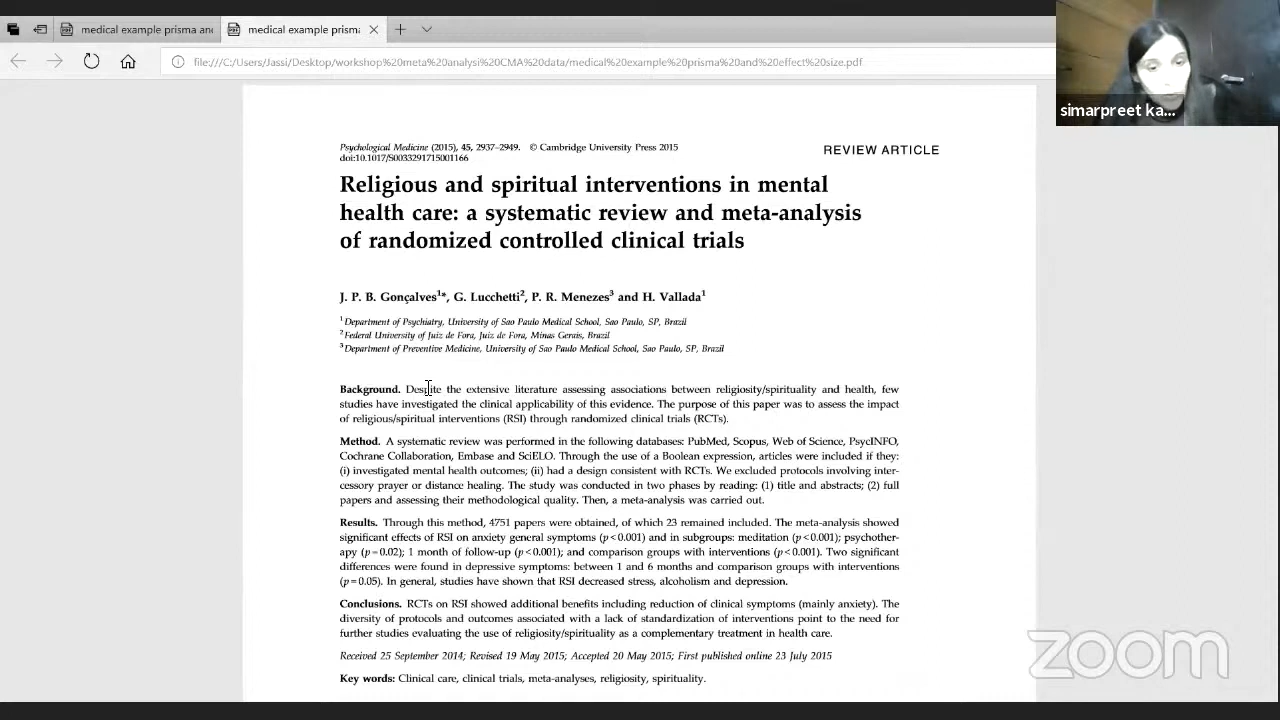 medical example prisma and
medical example prisma
file:///C:/Users/Jassi/Desktop/workshop%20meta%20analysi%20CMA%20data/medical%20example%20prisma%20and%20effect%20size.pdf
simarpreet ka...
Psychological Medicine (2015), 45, 2937–2949. © Cambridge University Press 2015
doi:10.1017/S0033291715001166
REVIEW ARTICLE
Religious and spiritual interventions in mental
health care: a systematic review and meta-analysis
of randomized controlled clinical trials
J. P. B. Gonçalves1*, G. Lucchetti2, P. R. Menezes3 and H. Vallada1
1 Department of Psychiatry, University of Sao Paulo Medical School, Sao Paulo, SP, Brazil
2 Federal University of Juiz de Fora, Juiz de Fora, Minas Gerais, Brazil
3 Department of Preventive Medicine, University of Sao Paulo Medical School, Sao Paulo, SP, Brazil
Background. Despite the extensive literature assessing associations between religiosity/spirituality and health, few
studies have investigated the clinical applicability of this evidence. The purpose of this paper was to assess the impact
of religious/spiritual interventions (RSI) through randomized clinical trials (RCTs).
Method. A systematic review was performed in the following databases: PubMed, Scopus, Web of Science, PsycINFO,
Cochrane Collaboration, Embase and SciELO. Through the use of a Boolean expression, articles were included if they:
(i) investigated mental health outcomes; (ii) had a design consistent with RCTs. We excluded protocols involving inter-
cessory prayer or distance healing. The study was conducted in two phases by reading: (1) title and abstracts; (2) full
papers and assessing their methodological quality. Then, a meta-analysis was carried out.
Results. Through this method, 4751 papers were obtained, of which 23 remained included. The meta-analysis showed
significant effects of RSI on anxiety general symptoms (p < 0.001) and in subgroups: meditation (p < 0.001); psychother-
apy (p = 0.02); 1 month of follow-up (p < 0.001); and comparison groups with interventions (p < 0.001). Two significant
differences were found in depressive symptoms: between 1 and 6 months and comparison groups with interventions
(p = 0.05). In general, studies have shown that RSI decreased stress, alcoholism and depression.
Conclusions. RCTs on RSI showed additional benefits including reduction of clinical symptoms (mainly anxiety). The
diversity of protocols and outcomes associated with a lack of standardization of interventions point to the need for
further studies evaluating the use of religiosity/spirituality as a complementary treatment in health care.
Received 25 September 2014; Revised 19 May 2015; Accepted 20 May 2015; First published online 23 July 2015
Key words: Clinical care, clinical trials, meta-analyses, religiosity, spirituality.
zoom